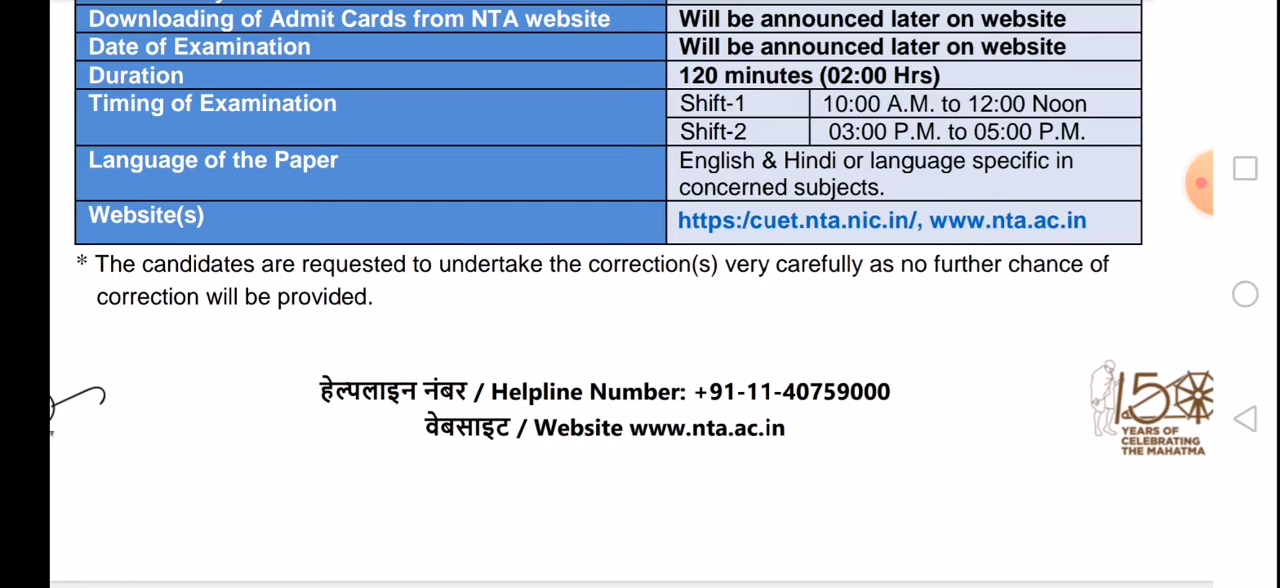 Downloading of Admit Cards from NTA website Will be announced later on website
Date of Examination Will be announced later on website
Duration 120 minutes (02:00 Hrs)
Timing of Examination Shift-1 10:00 A.M. to 12:00 Noon
Shift-2 03:00 P.M. to 05:00 P.M.
Language of the Paper English & Hindi or language specific in
concerned subjects.
Website(s) https:/cuet.nta.nic.in/, www.nta.ac.in
* The candidates are requested to undertake the correction(s) very carefully as no further chance of
correction will be provided.
हेल्पलाइन नंबर / Helpline Number: +91-11-40759000
वेबसाइट / Website www.nta.ac.in
150
YEARS OF
CELEBRATING
THE MAHATMA